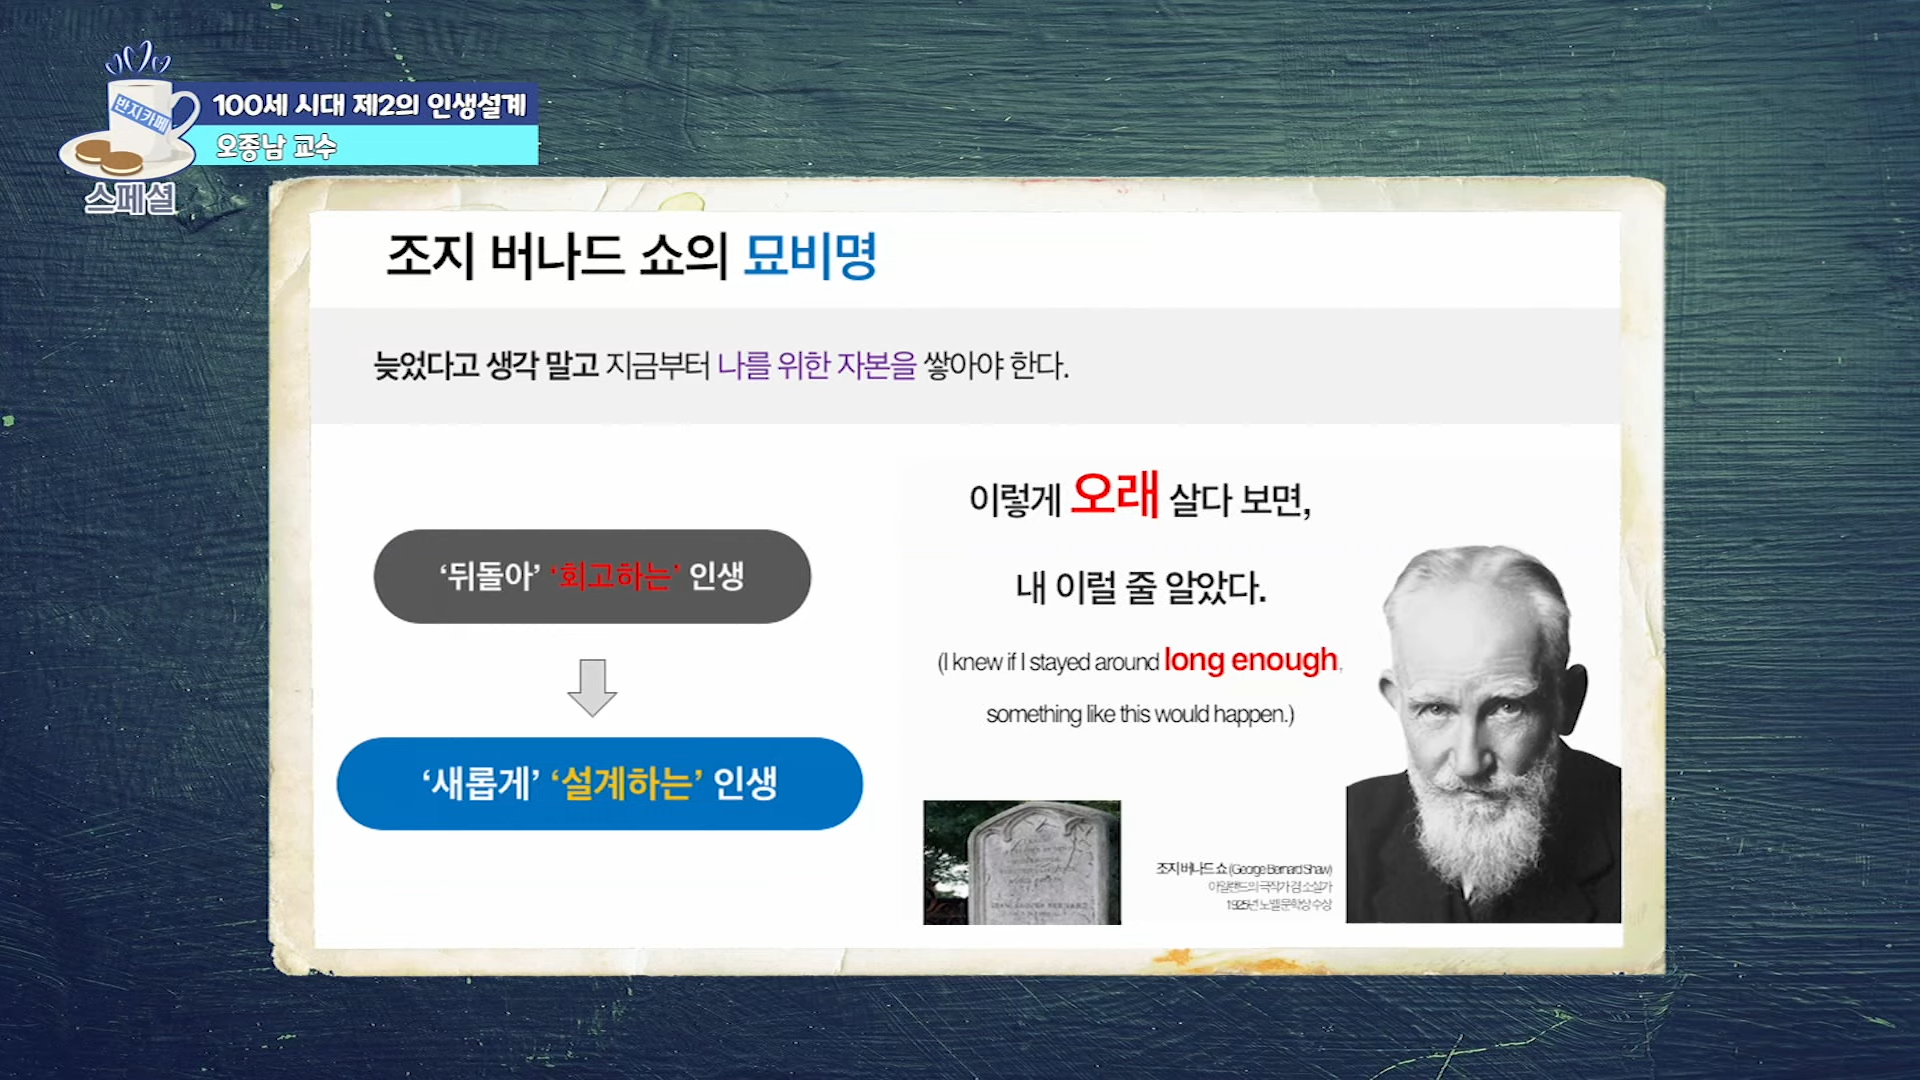 반지카페
스페셜
100세 시대 제2의 인생설계
오종남 교수
조지 버나드 쇼의 묘비명
늦었다고 생각 말고 지금부터 나를 위한 자본을 쌓아야 한다.
‘뒤돌아’ ‘회고하는’ 인생
‘새롭게’ ‘설계하는’ 인생
이렇게 오래 살다 보면,
내 이럴 줄 알았다.
(I knew if I stayed around long enough,
something like this would happen.)
조지 버나드 쇼 (George Bernard Shaw)
아일랜드의 극작가 겸 소설가
1925년 노벨 문학상 수상